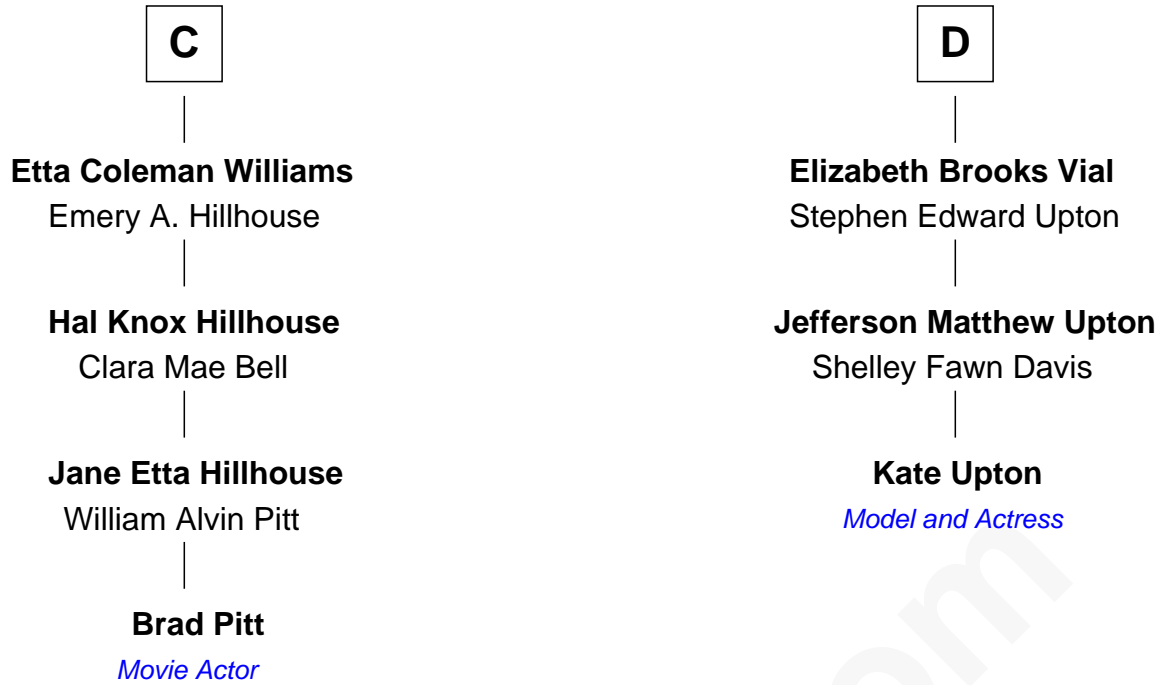 C
Etta Coleman Williams
Emery A. Hillhouse
Hal Knox Hillhouse
Clara Mae Bell
Jane Etta Hillhouse
William Alvin Pitt
Brad Pitt
Movie Actor
D
Elizabeth Brooks Vial
Stephen Edward Upton
Jefferson Matthew Upton
Shelley Fawn Davis
Kate Upton
Model and Actress
om